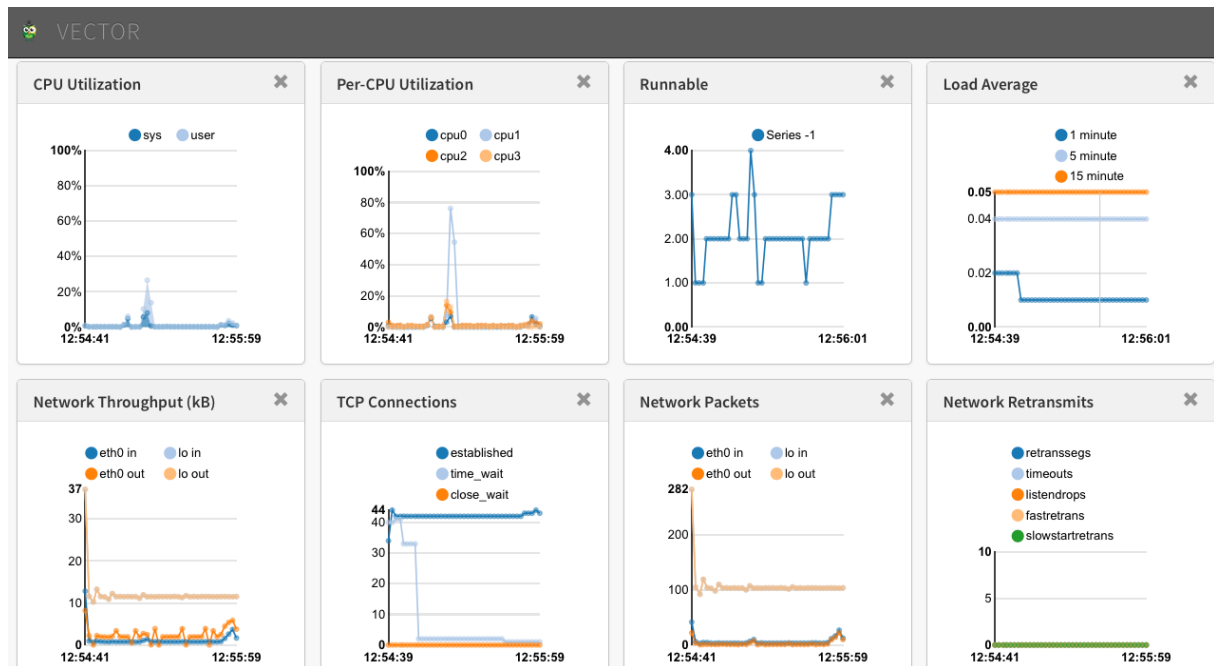 VECTOR
CPU Utilization
sys user
100%
80%
60%
40%
20%
0%
12:54:41 12:55:59
Per-CPU Utilization
cpu0 cpu1
cpu2 cpu3
100%
80%
60%
40%
20%
0%
12:54:41 12:55:59
Runnable
Series -1
4.00
3.00
2.00
1.00
0.00
12:54:39 12:56:01
Load Average
1 minute
5 minute
15 minute
0.05
0.04
0.02
0.00
12:54:39 12:56:01
Network Throughput (kB)
eth0 in lo in
eth0 out lo out
37
30
20
10
0
12:54:41 12:55:59
TCP Connections
established
time_wait
close_wait
44
40
30
20
10
0
12:54:39 12:55:59
Network Packets
eth0 in lo in
eth0 out lo out
282
200
100
0
12:54:41 12:55:59
Network Retransmits
retranssegs
timeouts
listendrops
fastretrans
slowstartretrans
10
5
0
12:54:41 12:55:59